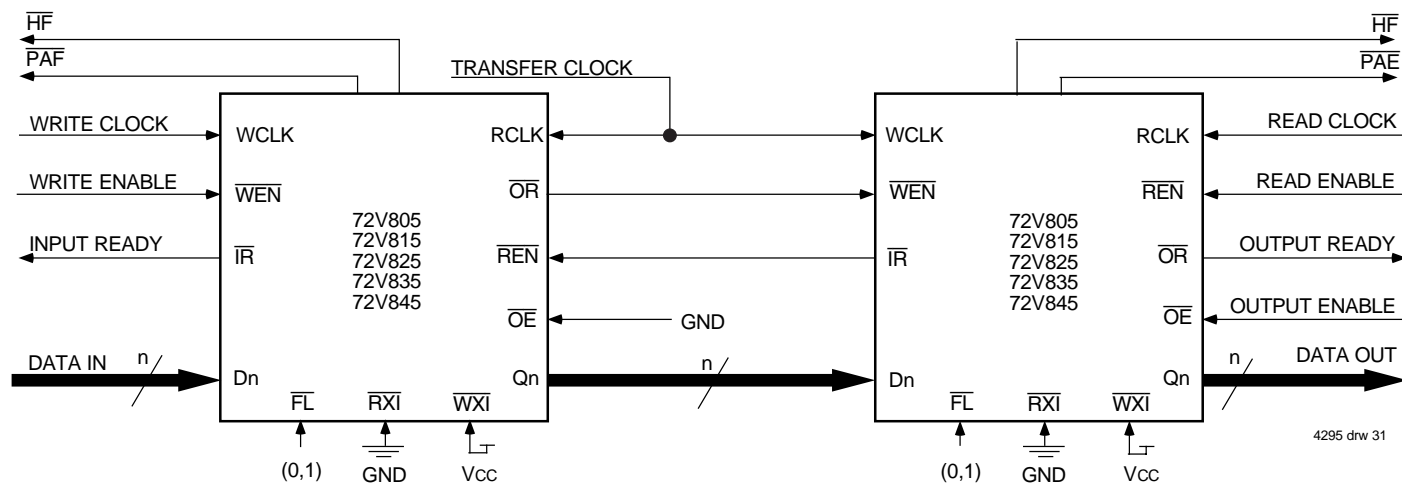 HF
HF
PAF
TRANSFER CLOCK
PAE
WRITE CLOCK
WCLK
RCLK
WCLK
RCLK
READ CLOCK
WRITE ENABLE
WEN
OR
WEN
REN
READ ENABLE
72V805
72V815
72V825
72V835
72V845
72V805
72V815
72V825
72V835
72V845
INPUT READY
IR
REN
IR
OR
OUTPUT READY
OE
GND
OE
OUTPUT ENABLE
DATA IN
n
Dn
Qn
n
Dn
Qn
n
DATA OUT
FL
RXI
WXI
FL
RXI
WXI
(0,1)
GND
VCC
(0,1)
GND
VCC
4295 drw 31